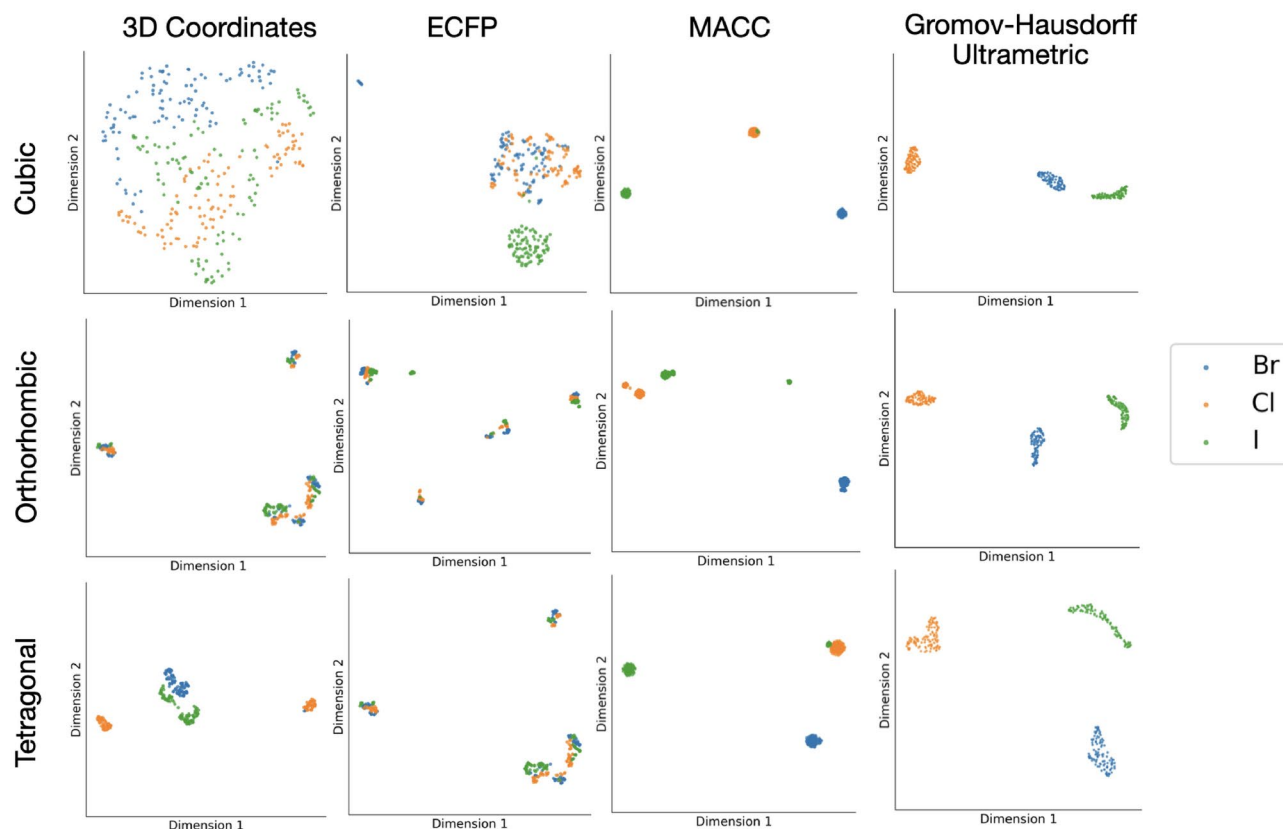 3D Coordinates
ECFP
MACC
Gromov-Hausdorff
Ultrametric
Cubic
Dimension 2
Dimension 1
Dimension 2
Dimension 1
Dimension 2
Dimension 1
Dimension 2
Dimension 1
Orthorhombic
Dimension 2
Dimension 1
Dimension 2
Dimension 1
Dimension 2
Dimension 1
Dimension 2
Dimension 1
Br
Cl
I
Tetragonal
Dimension 2
Dimension 1
Dimension 2
Dimension 1
Dimension 2
Dimension 1
Dimension 2
Dimension 1